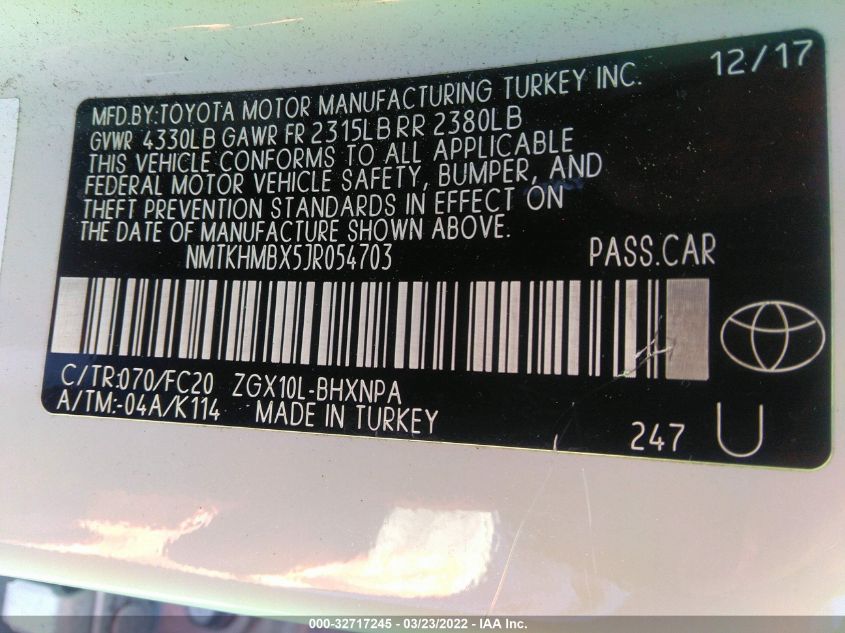 12/17
MFD.BY:TOYOTA MOTOR MANUFACTURING TURKEY INC.
GVWR 4330LB GAWR FR 2315LB RR 2380LB
THIS VEHICLE CONFORMS TO ALL APPLICABLE
FEDERAL MOTOR VEHICLE SAFETY, BUMPER, AND
THEFT PREVENTION STANDARDS IN EFFECT ON
THE DATE OF MANUFACTURE SHOWN ABOVE.
NMTKHMBX5JR054703 PASS.CAR
C/TR:070/FC20 ZGX10L-BHXNPA
A/TM:-04A/K114 MADE IN TURKEY
247 U
000-32717245 - 03/23/2022 - IAA Inc.